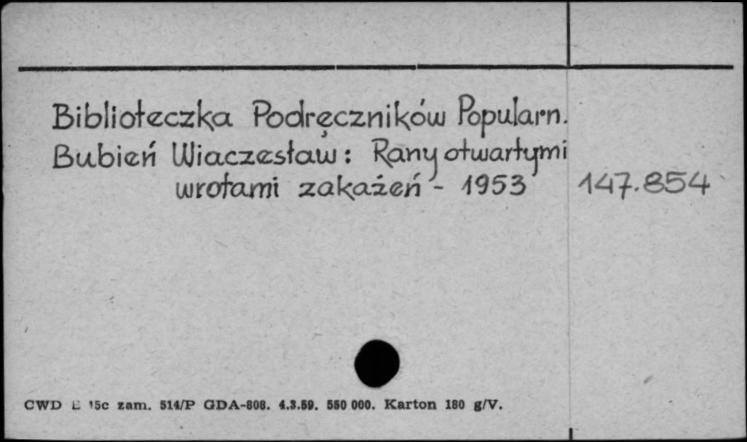 Biblioteczka Podręczników Popularn.
Bubień Wiaczesław: Rany otwartymi
wrotami zakażeń - 1953
147.854
CWD E 15c zam. 514/P GDA-808. 4.3.59. 550 000. Karton 180 g/V.